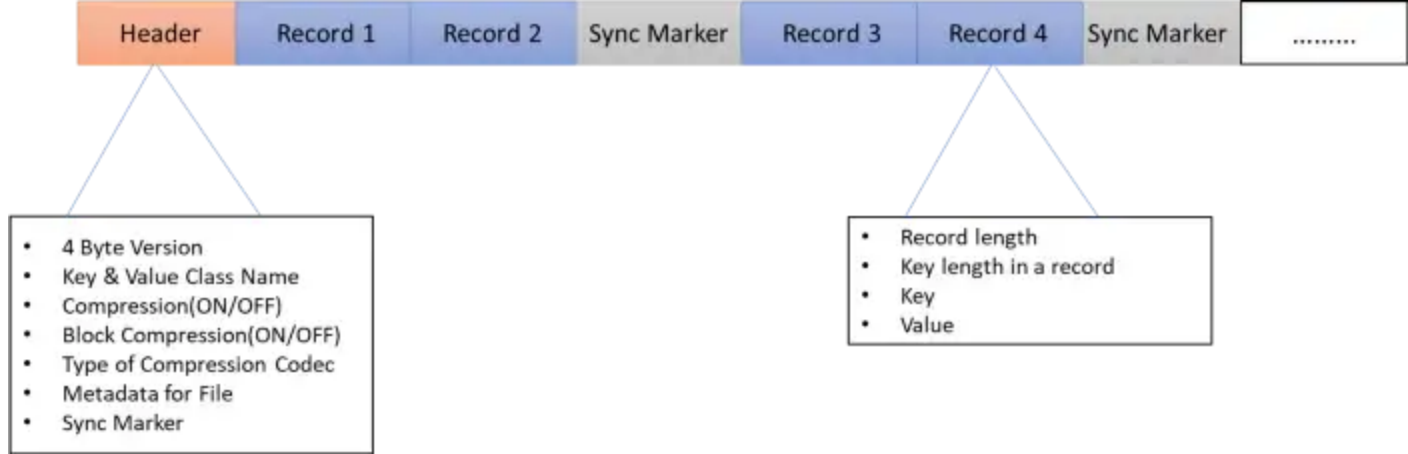 Header Record 1 Record 2 Sync Marker Record 3 Record 4 Sync Marker .........
• 4 Byte Version
• Key & Value Class Name
• Compression(ON/OFF)
• Block Compression(ON/OFF)
• Type of Compression Codec
• Metadata for File
• Sync Marker
• Record length
• Key length in a record
• Key
• Value